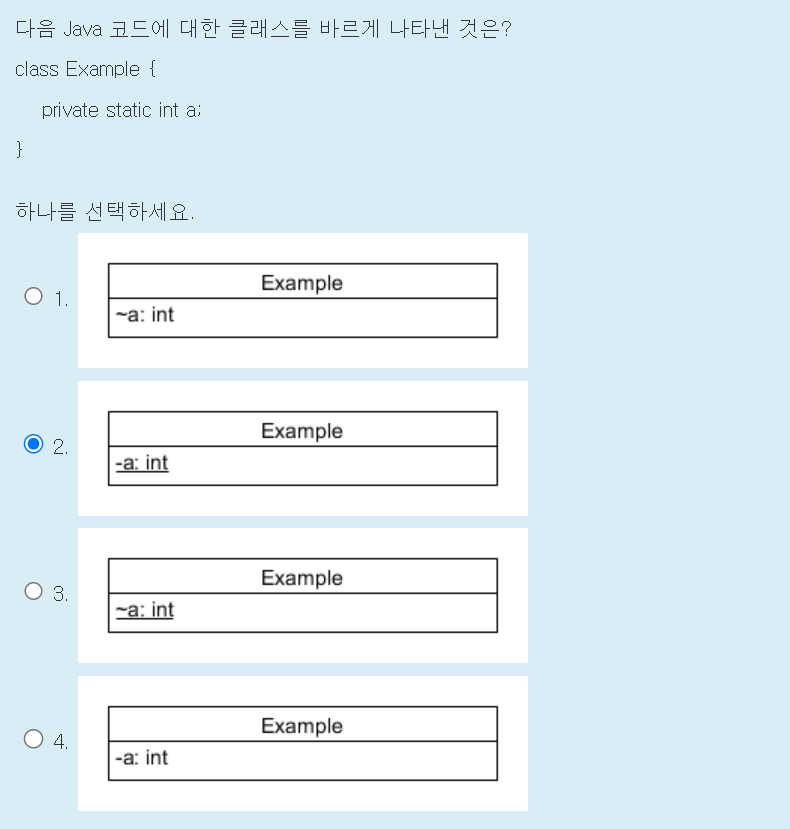 다음 Java 코드에 대한 클래스를 바르게 나타낸 것은?
class Example {
private static int a;
}
하나를 선택하세요.
1.
Example
~a: int
2.
Example
-a: int
3.
Example
~a: int
4.
Example
-a: int